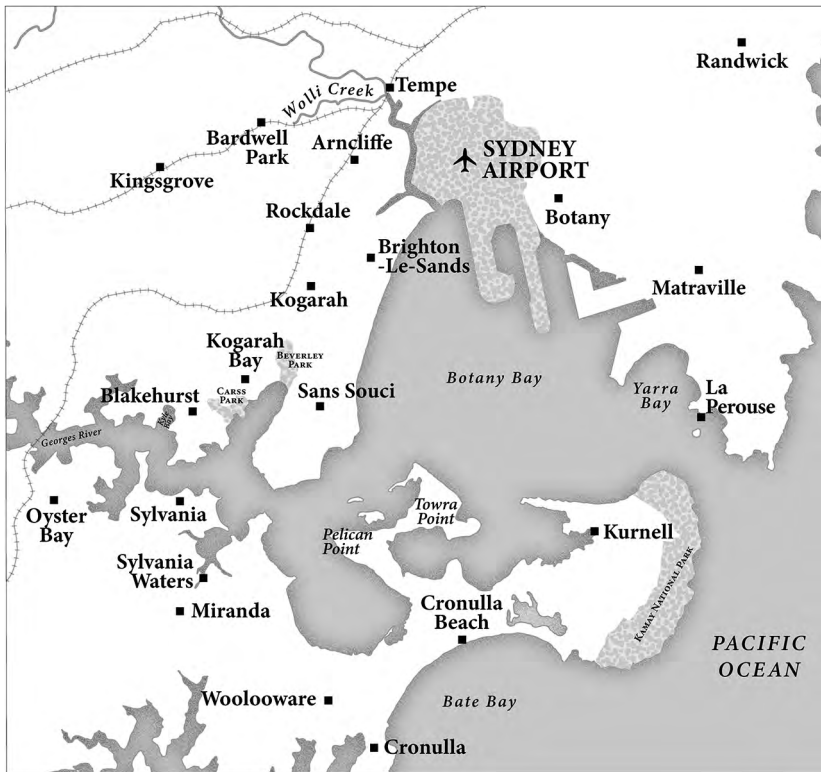 Randwick
Tempe
Wolli Creek
Bardwell
Park
Arncliffe
SYDNEY
AIRPORT
Kingsgrove
Botany
Rockdale
Brighton
-Le-Sands
Matraville
Kogarah
Kogarah
Bay
BEVERLEY
PARK
Botany Bay
CARSS
PARK
Blakehurst
Sans Souci
Yarra
Bay
La
Perouse
Kyle
Bay
Georges River
Oyster
Bay
Sylvania
Towra
Point
Pelican
Point
Kurnell
Sylvania
Waters
KAMAY NATIONAL PARK
Miranda
Cronulla
Beach
PACIFIC
OCEAN
Woolooware
Bate Bay
Cronulla